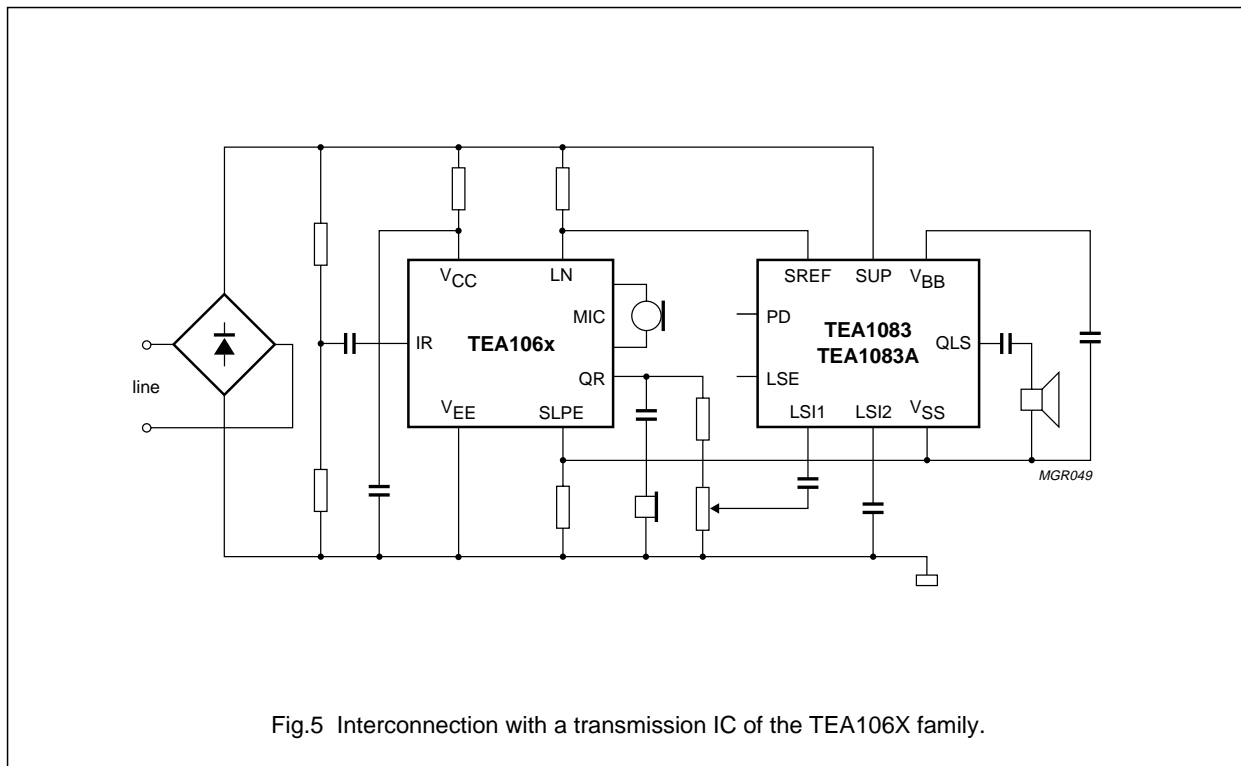 VCC
LN
SREF
SUP
VBB
MIC
PD
TEA1083
TEA1083A
IR
TEA106x
QLS
line
QR
LSE
VEE
SLPE
LSI1
LSI2
VSS
MGR049
Fig.5 Interconnection with a transmission IC of the TEA106X family.